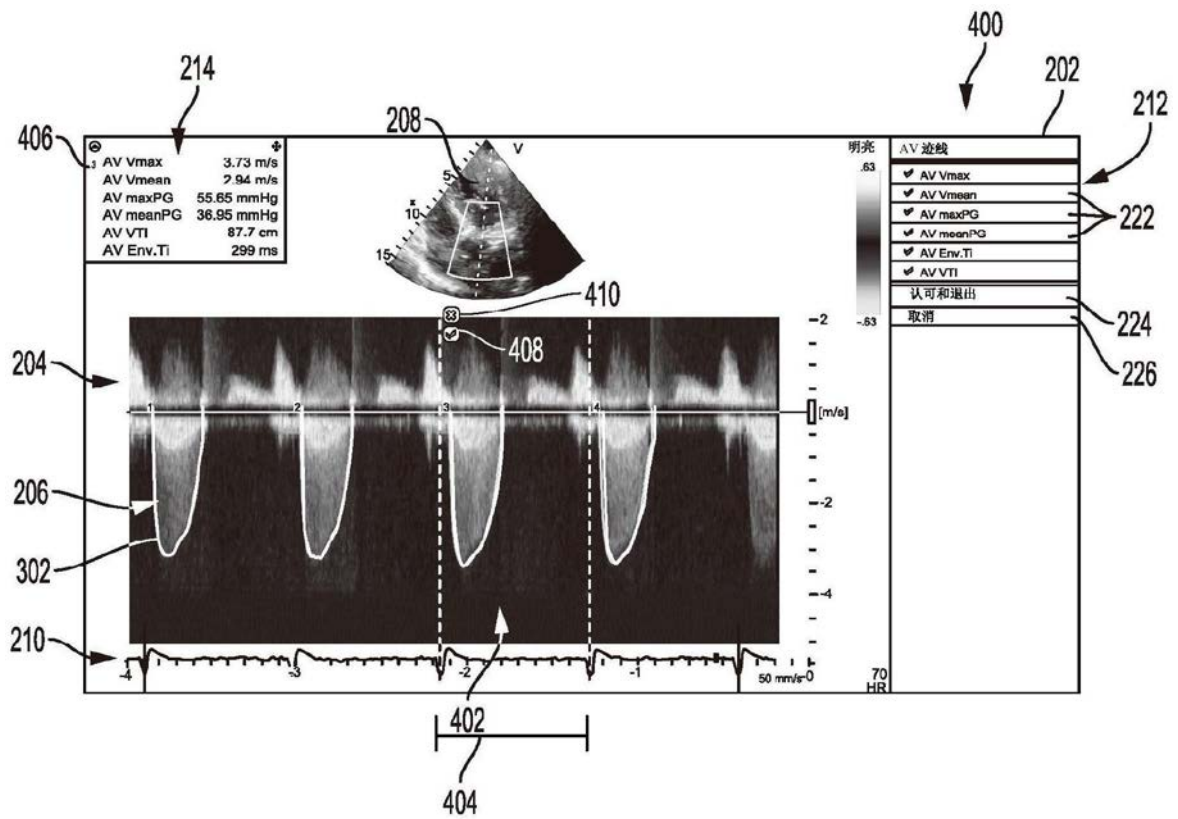 400
214
202
208
212
406
3 AV Vmax 3.73 m/s
AV Vmean 2.94 m/s
AV maxPG 55.65 mmHg
AV meanPG 36.95 mmHg
AV VTI 87.7 cm
AV Env.Ti 299 ms
V
5
x
10
15
明亮
.63
-.63
AV 迹线
AV Vmax
AV Vmean
AV maxPG
AV meanPG
AV Env.Ti
AV VTI
认可和退出
取消
222
224
226
410
408
204
2
1 2 3 4
[m/s]
206
-2
302
-4
210
-4 -3 -2 -1 0
50 mm/s
70
HR
402
404